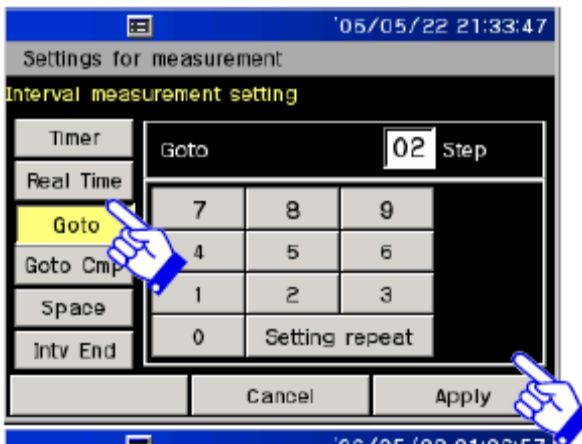 '06/05/22 21:33:47
Settings for measurement
Interval measurement setting
Timer
Real Time
Goto
Goto Cmp
Space
Intv End
Goto 02 Step
7 8 9
4 5 6
1 2 3
0 Setting repeat
Cancel Apply